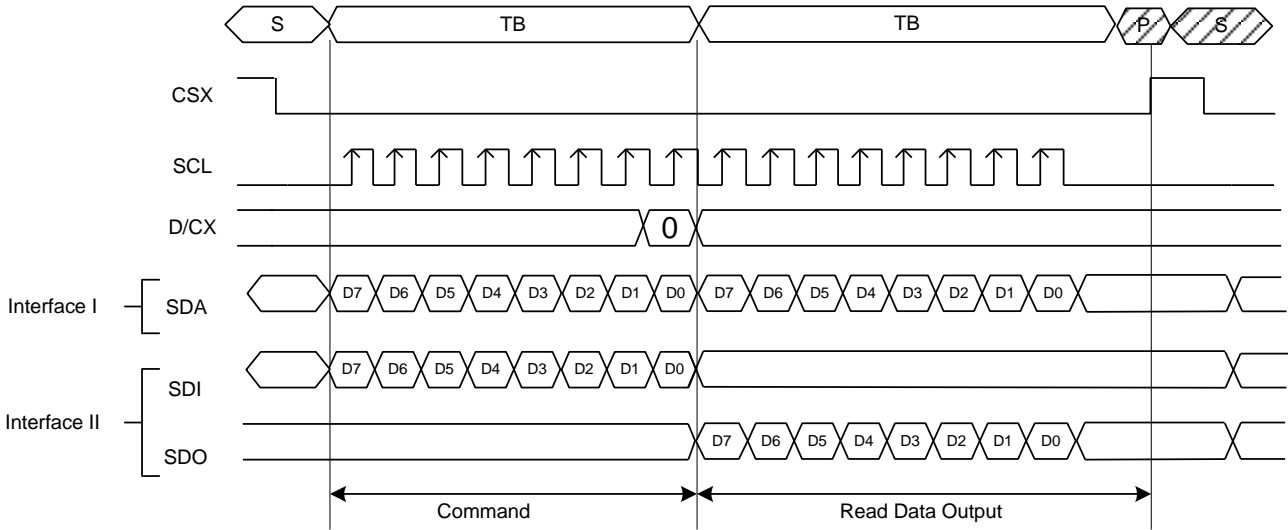 S TB TB P S
CSX
SCL
D/CX 0
Interface I SDA D7 D6 D5 D4 D3 D2 D1 D0 D7 D6 D5 D4 D3 D2 D1 D0
SDI D7 D6 D5 D4 D3 D2 D1 D0
Interface II
SDO D7 D6 D5 D4 D3 D2 D1 D0
Command Read Data Output